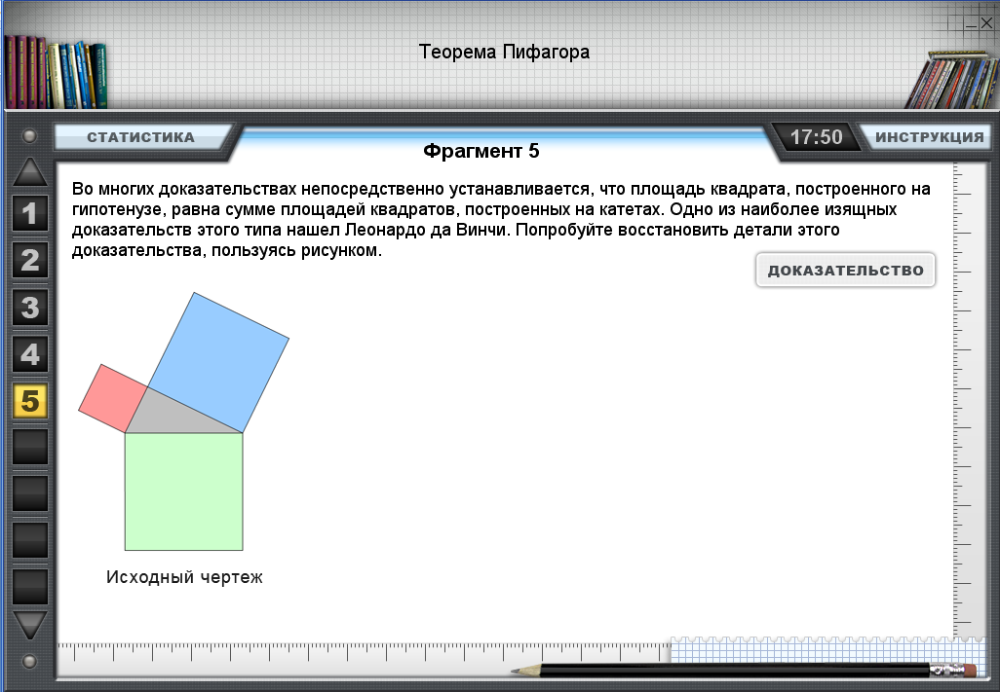 Теорема Пифагора
СТАТИСТИКА
17:50
ИНСТРУКЦИЯ
Фрагмент 5
Во многих доказательствах непосредственно устанавливается, что площадь квадрата, построенного на
гипотенузе, равна сумме площадей квадратов, построенных на катетах. Одно из наиболее изящных
доказательств этого типа нашел Леонардо да Винчи. Попробуйте восстановить детали этого
доказательства, пользуясь рисунком.
ДОКАЗАТЕЛЬСТВО
1
2
3
4
5
Исходный чертеж